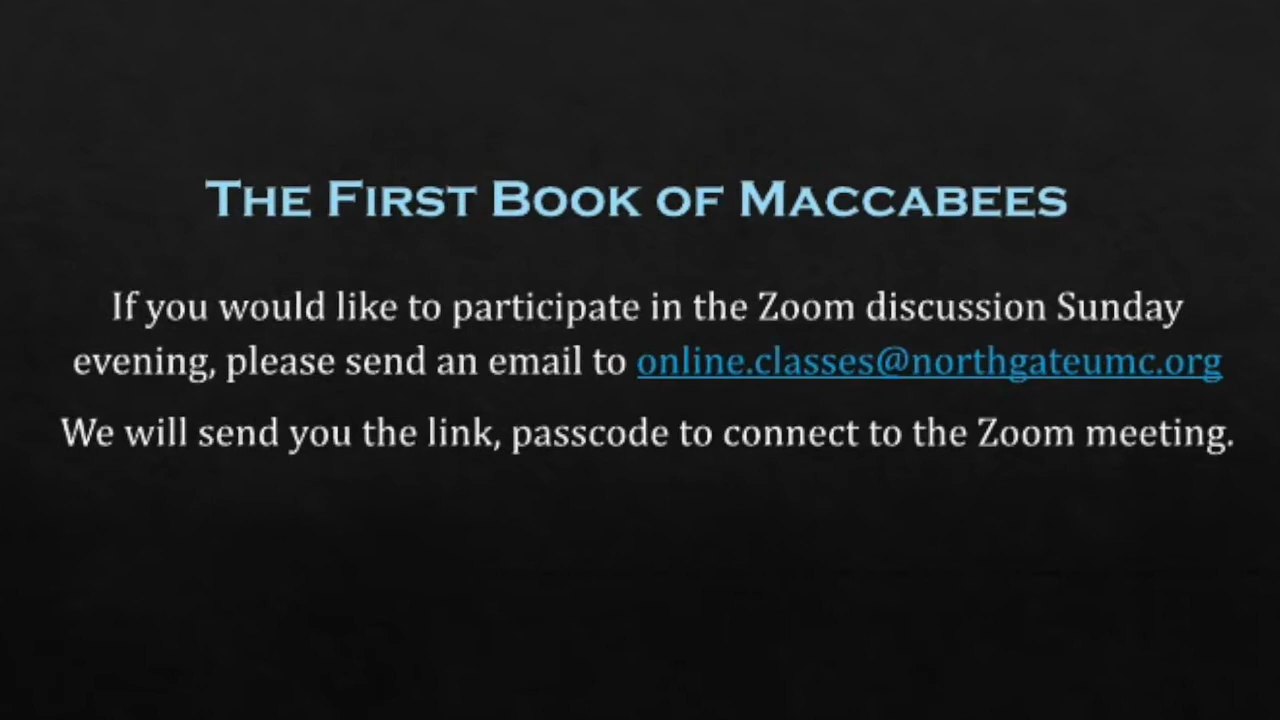 The First Book of Maccabees
If you would like to participate in the Zoom discussion Sunday
evening, please send an email to online.classes@northgateumc.org
We will send you the link, passcode to connect to the Zoom meeting.